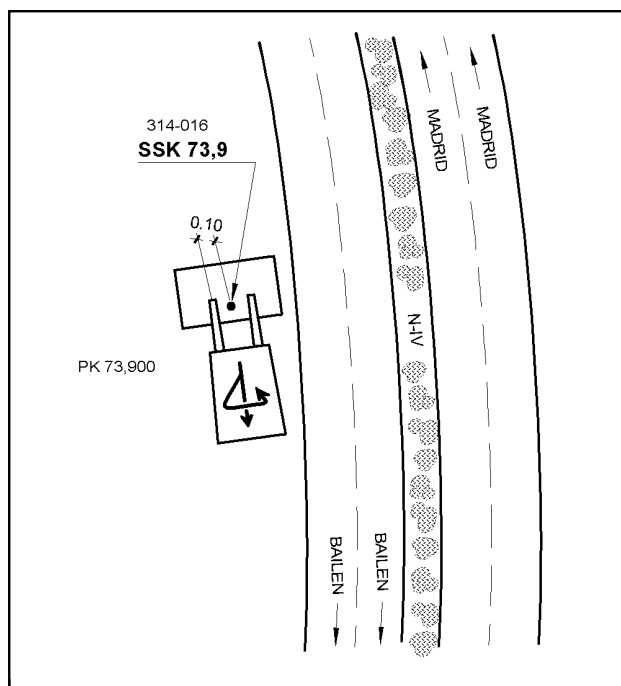 314-016
SSK 73,9
0,10
PK 73,900
MADRID
MADRID
N-IV
BAILEN
BAILEN